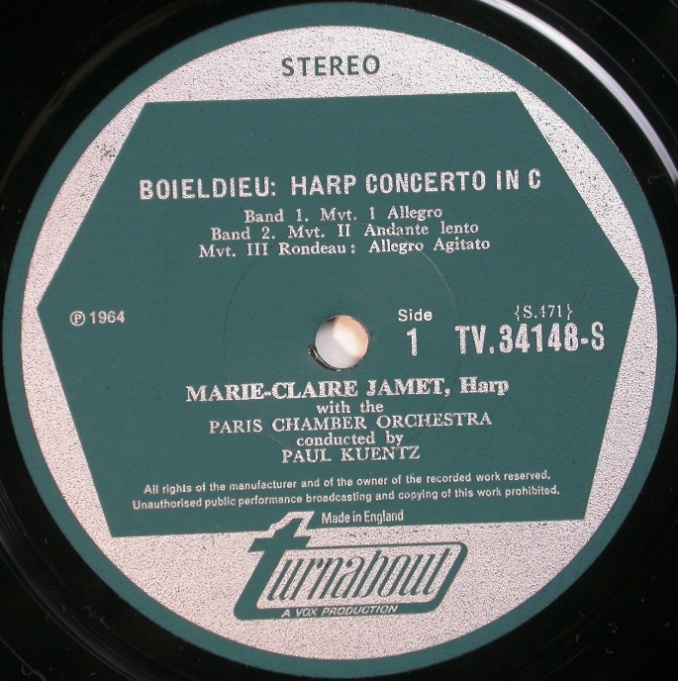 STEREO
BOIELDIEU: HARP CONCERTO IN C
Band 1. Mvt. 1 Allegro
Band 2. Mvt. II Andante lento
Mvt. III Rondeau: Allegro Agitato
℗ 1964
Side
1
{S.471}
TV.34148-S
MARIE-CLAIRE JAMET, Harp
with the
PARIS CHAMBER ORCHESTRA
conducted by
PAUL KUENTZ
All rights of the manufacturer and of the owner of the recorded work reserved.
Unauthorised public performance broadcasting and copying of this work prohibited.
Made in England
turnabout
A VOX PRODUCTION